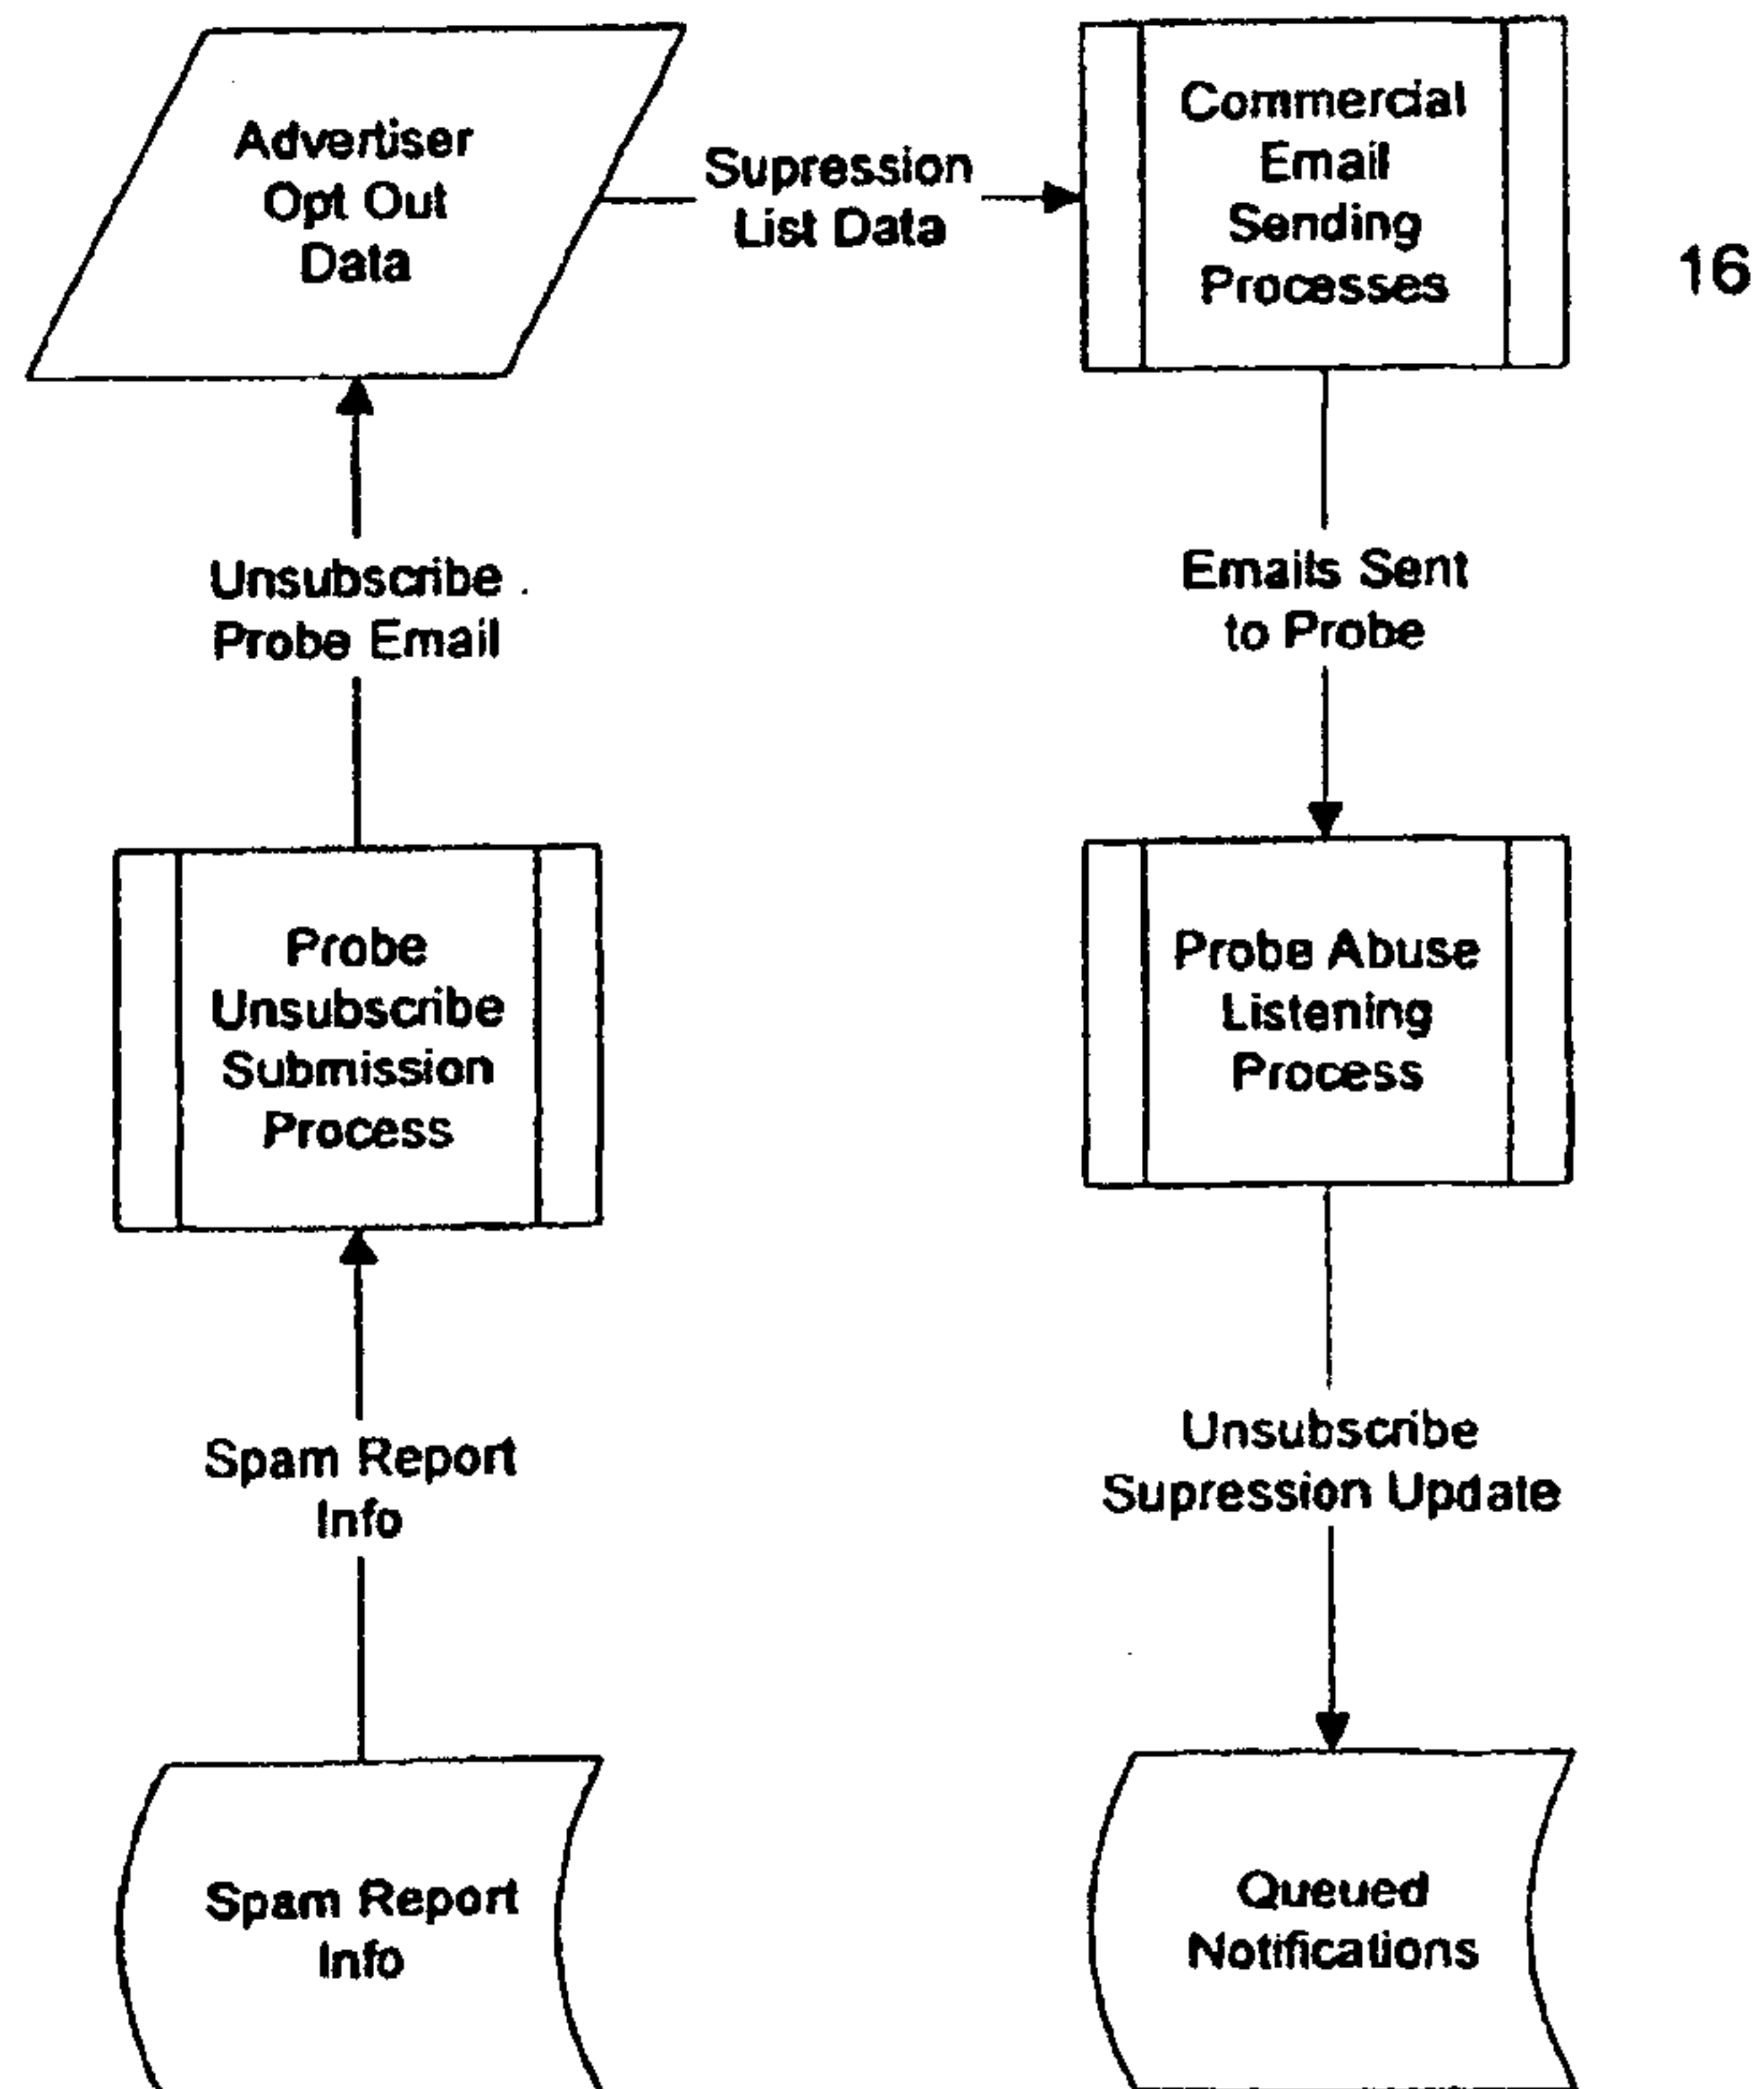 Advertiser
Opt Out
Data
Supression
List Data
Commercial
Email
Sending
Processes
16
Unsubscribe
Probe Email
Emails Sent
to Probe
Probe
Unsubscribe
Submission
Process
Probe Abuse
Listening
Process
Spam Report
Info
Unsubscribe
Supression Update
Spam Report
Info
Queued
Notifications